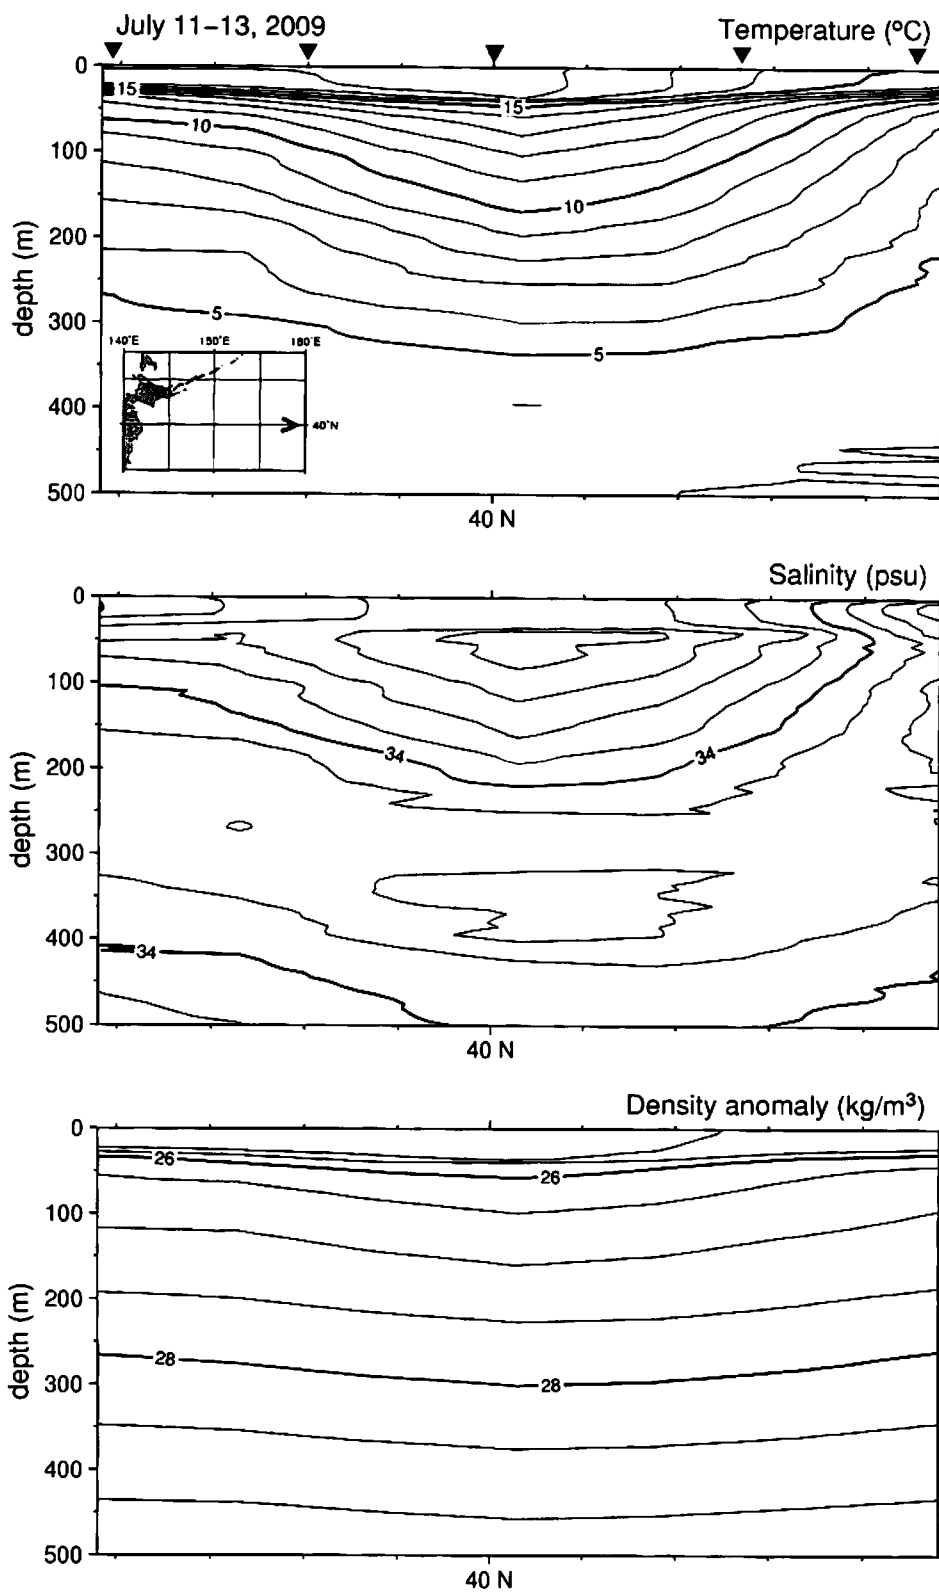 July 11–13, 2009
Temperature (ºC)
0
15
15
10
100
10
200
depth (m)
300
5
5
140°E
150°E
160°E
400
40°N
500
40 N
Salinity (psu)
0
100
34
34
200
depth (m)
300
400
34
500
40 N
Density anomaly (kg/m³)
0
26
26
100
200
depth (m)
28
28
300
400
500
40 N